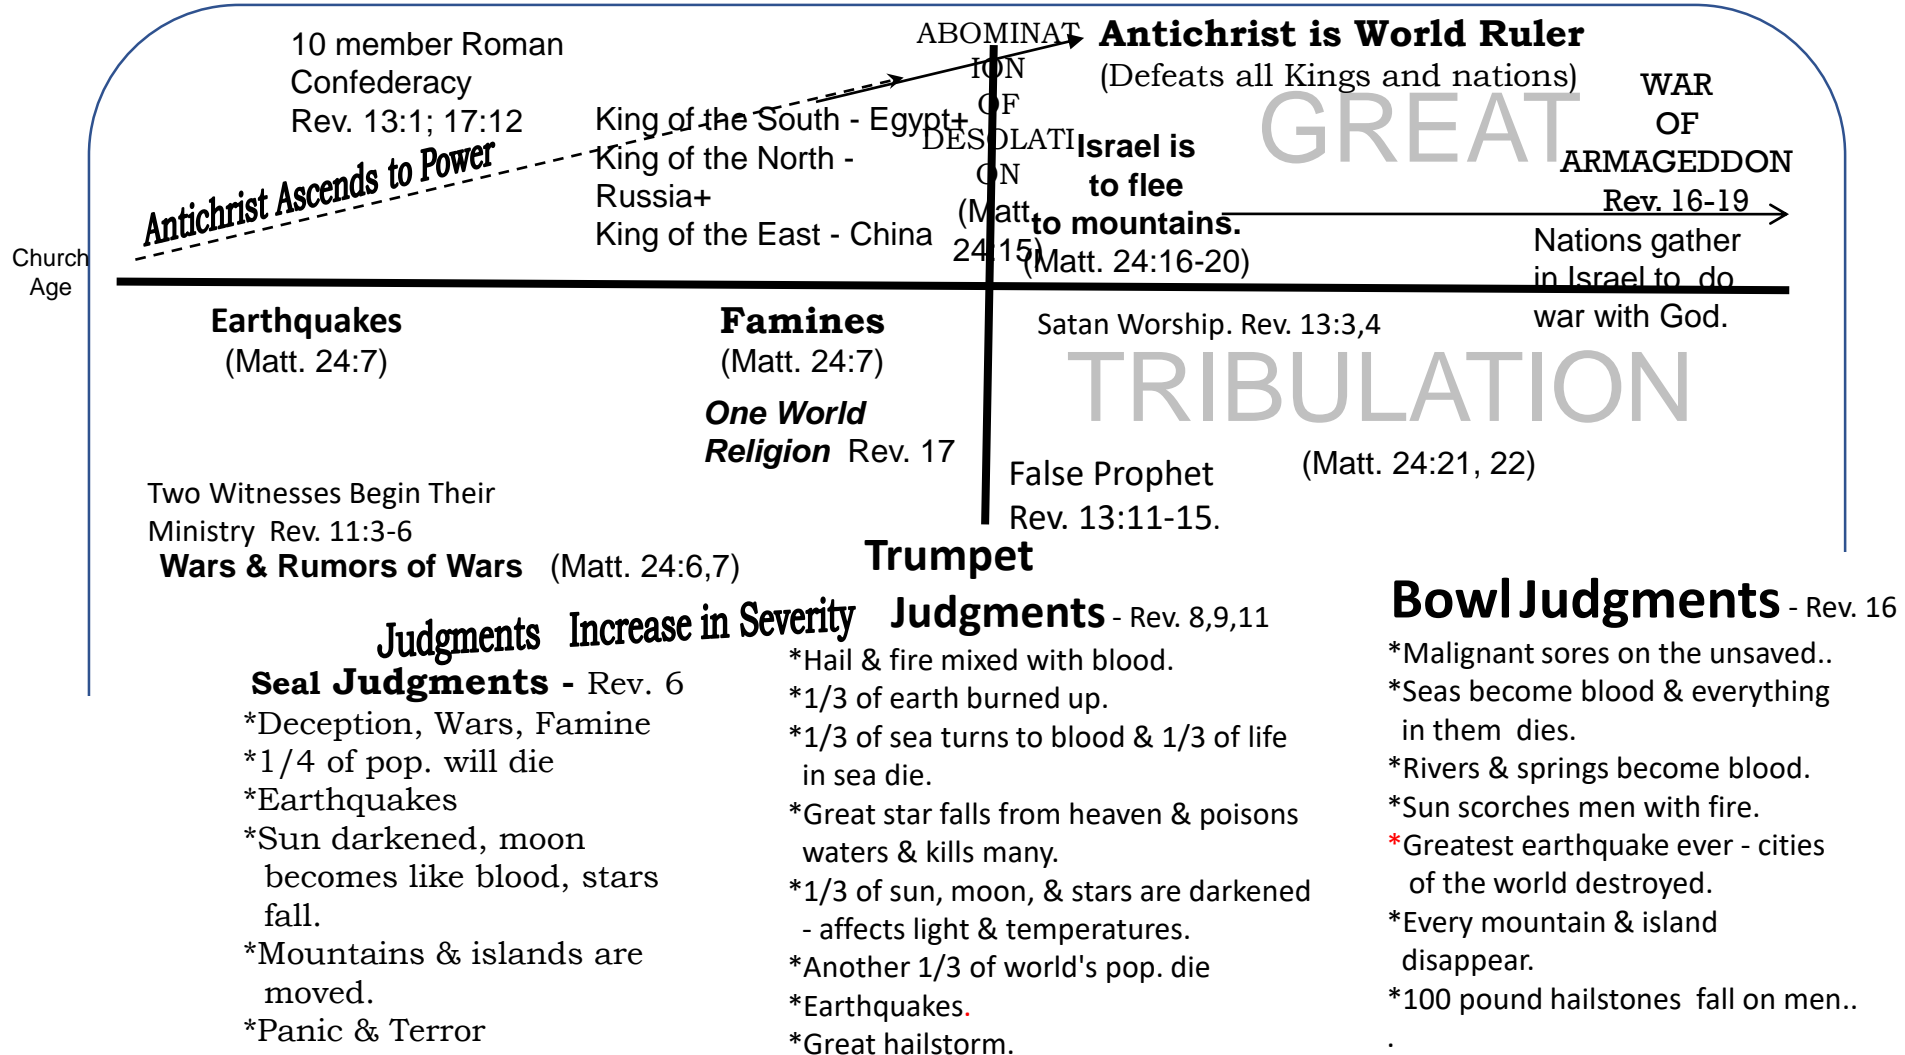 10 member Roman
Confederacy
Rev. 13:1; 17:12
Antichrist Ascends to Power
Church
Age
King of the South - Egypt+
King of the North -
Russia+
King of the East - China
ABOMINAT
ION
OF
DESOLATI
ON
(Matt
24:15)
Antichrist is World Ruler
(Defeats all Kings and nations)
GREAT
Israel is
to flee
to mountains.
(Matt. 24:16-20)
WAR
OF
ARMAGEDDON
Rev. 16-19
Nations gather
in Israel to do
war with God.
Earthquakes
(Matt. 24:7)
Famines
(Matt. 24:7)
One World
Religion Rev. 17
Satan Worship. Rev. 13:3,4
TRIBULATION
(Matt. 24:21, 22)
False Prophet
Rev. 13:11-15.
Two Witnesses Begin Their
Ministry Rev. 11:3-6
Wars & Rumors of Wars (Matt. 24:6,7)
Judgments Increase in Severity
Seal Judgments - Rev. 6
*Deception, Wars, Famine
*1/4 of pop. will die
*Earthquakes
*Sun darkened, moon
becomes like blood, stars
fall.
*Mountains & islands are
moved.
*Panic & Terror
Trumpet
Judgments - Rev. 8,9,11
*Hail & fire mixed with blood.
*1/3 of earth burned up.
*1/3 of sea turns to blood & 1/3 of life
in sea die.
*Great star falls from heaven & poisons
waters & kills many.
*1/3 of sun, moon, & stars are darkened
- affects light & temperatures.
*Another 1/3 of world's pop. die
*Earthquakes.
*Great hailstorm.
Bowl Judgments - Rev. 16
*Malignant sores on the unsaved..
*Seas become blood & everything
in them dies.
*Rivers & springs become blood.
*Sun scorches men with fire.
*Greatest earthquake ever - cities
of the world destroyed.
*Every mountain & island
disappear.
*100 pound hailstones fall on men..
.